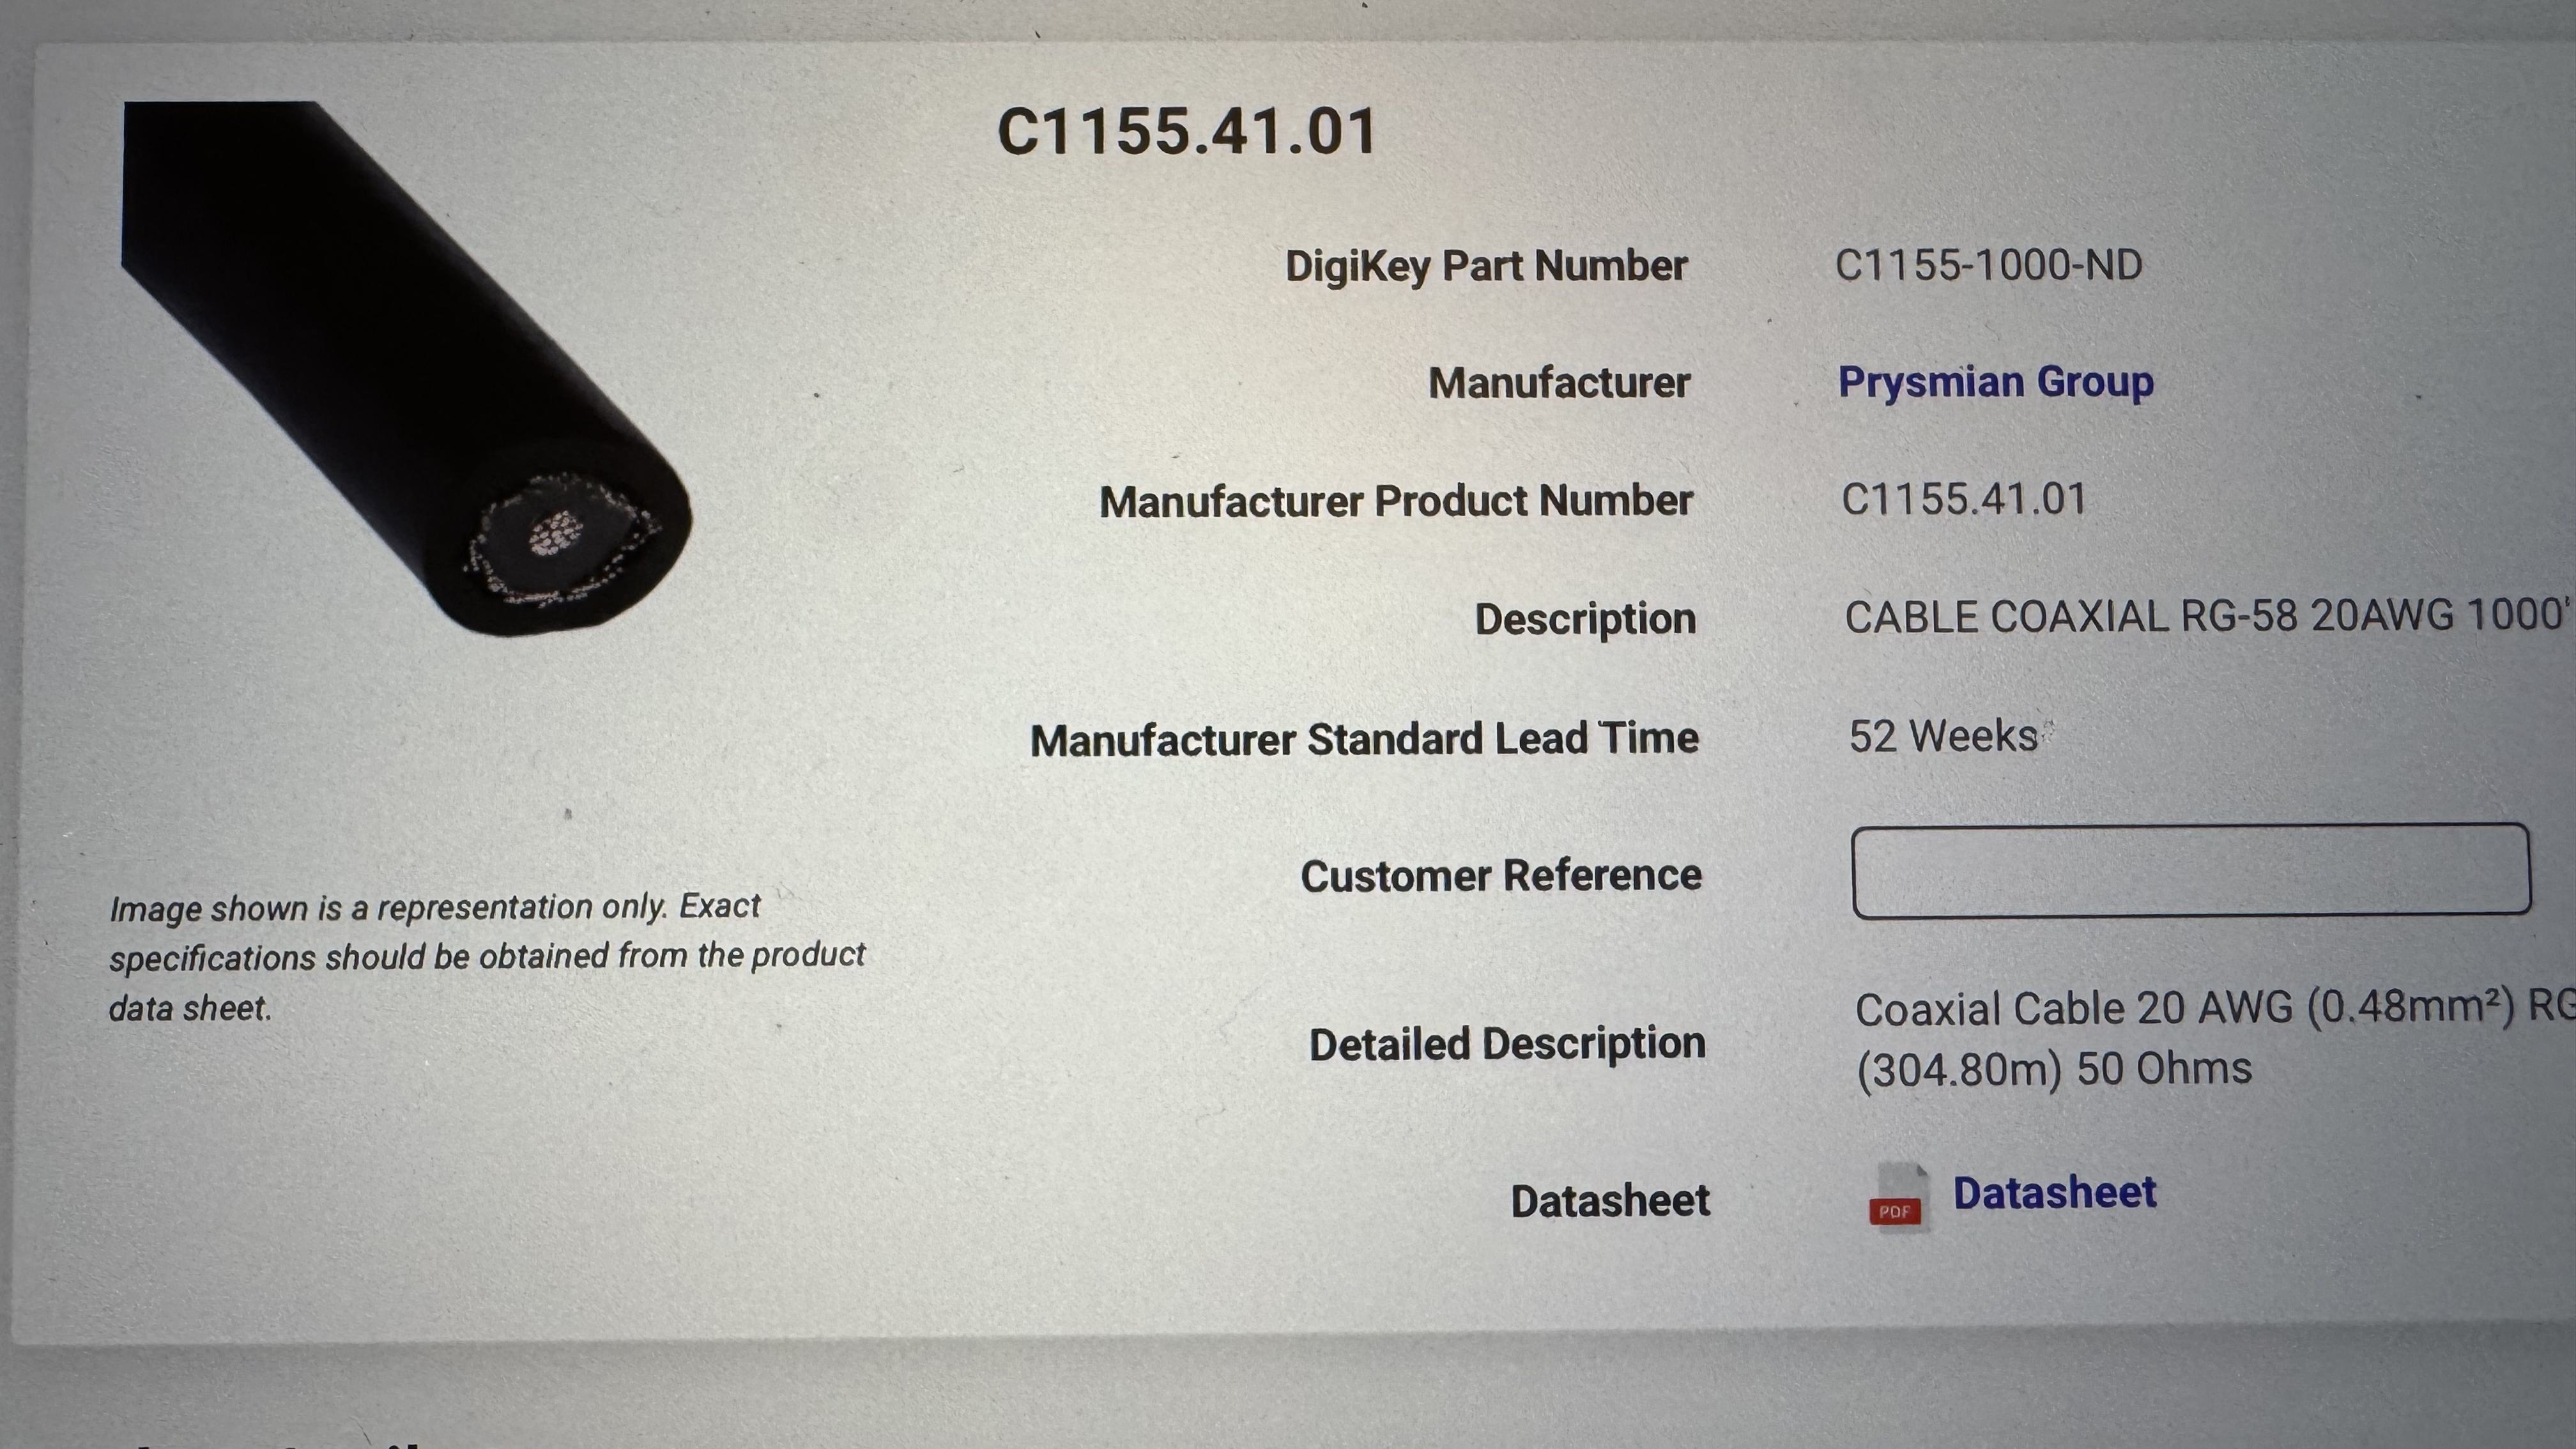 C1155.41.01
DigiKey Part Number C1155-1000-ND
Manufacturer Prysmian Group
Manufacturer Product Number C1155.41.01
Description CABLE COAXIAL RG-58 20AWG 1000'
Manufacturer Standard Lead Time 52 Weeks
Customer Reference
Detailed Description Coaxial Cable 20 AWG (0.48mm²) RG
(304.80m) 50 Ohms
Datasheet PDF Datasheet
Image shown is a representation only. Exact
specifications should be obtained from the product
data sheet.